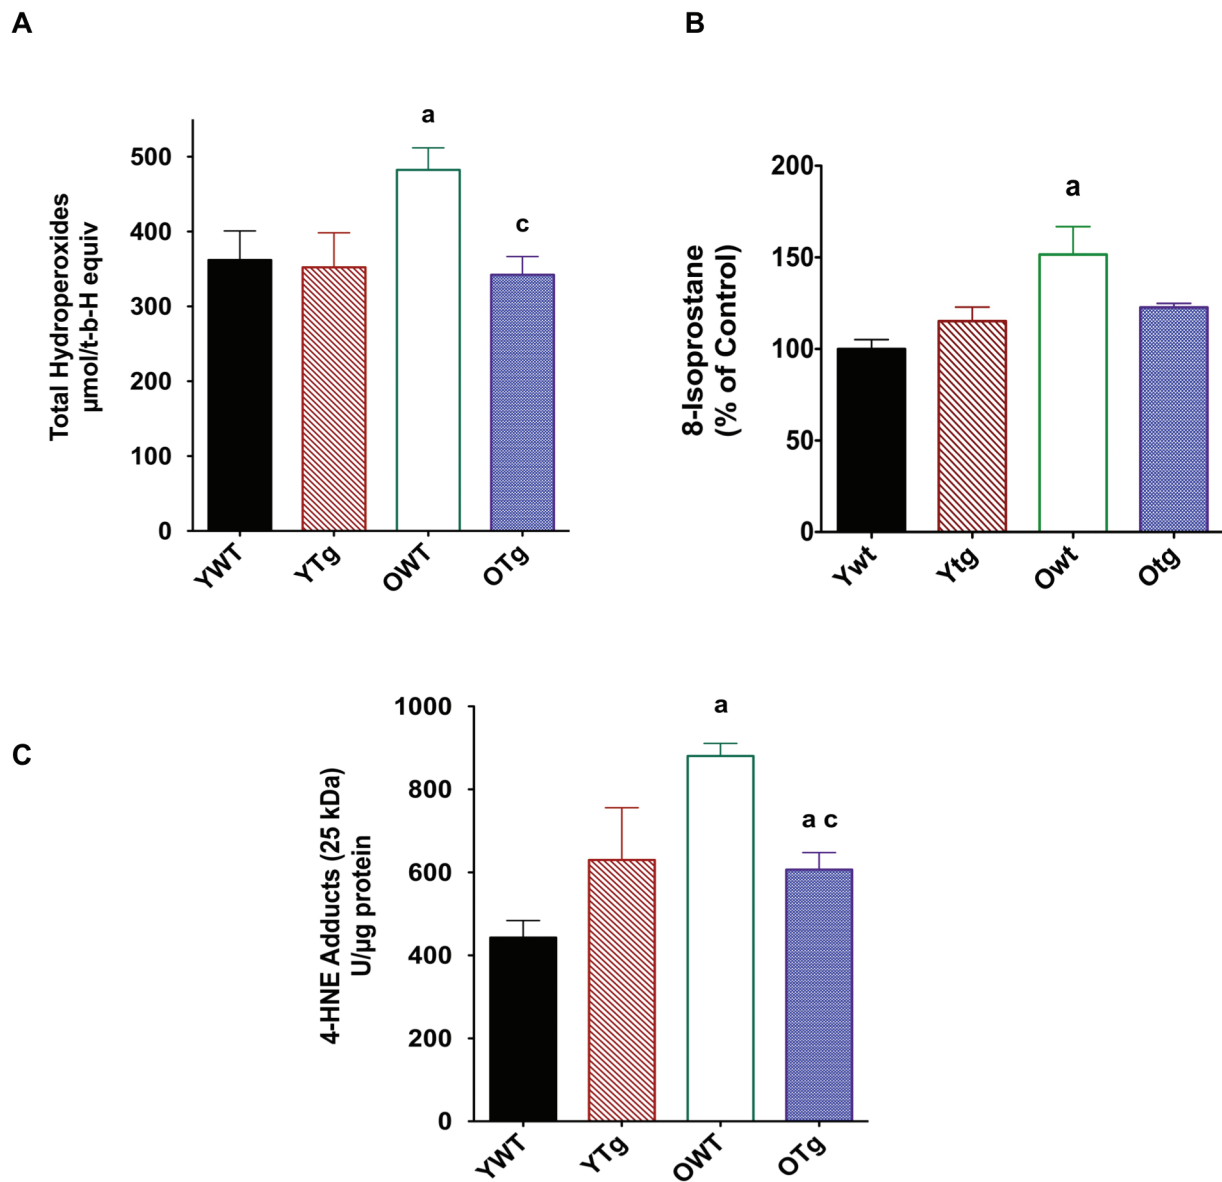 A
B
a
c
500
400
300
200
100
0
Total Hydroperoxides
µmol/t-b-H equiv
YWT
YTg
OWT
OTg
a
200
150
100
50
0
8-Isoprostane
(% of Control)
Ywt
Ytg
Owt
Otg
C
a
a c
1000
800
600
400
200
0
4-HNE Adducts (25 kDa)
U/µg protein
YWT
YTg
OWT
OTg